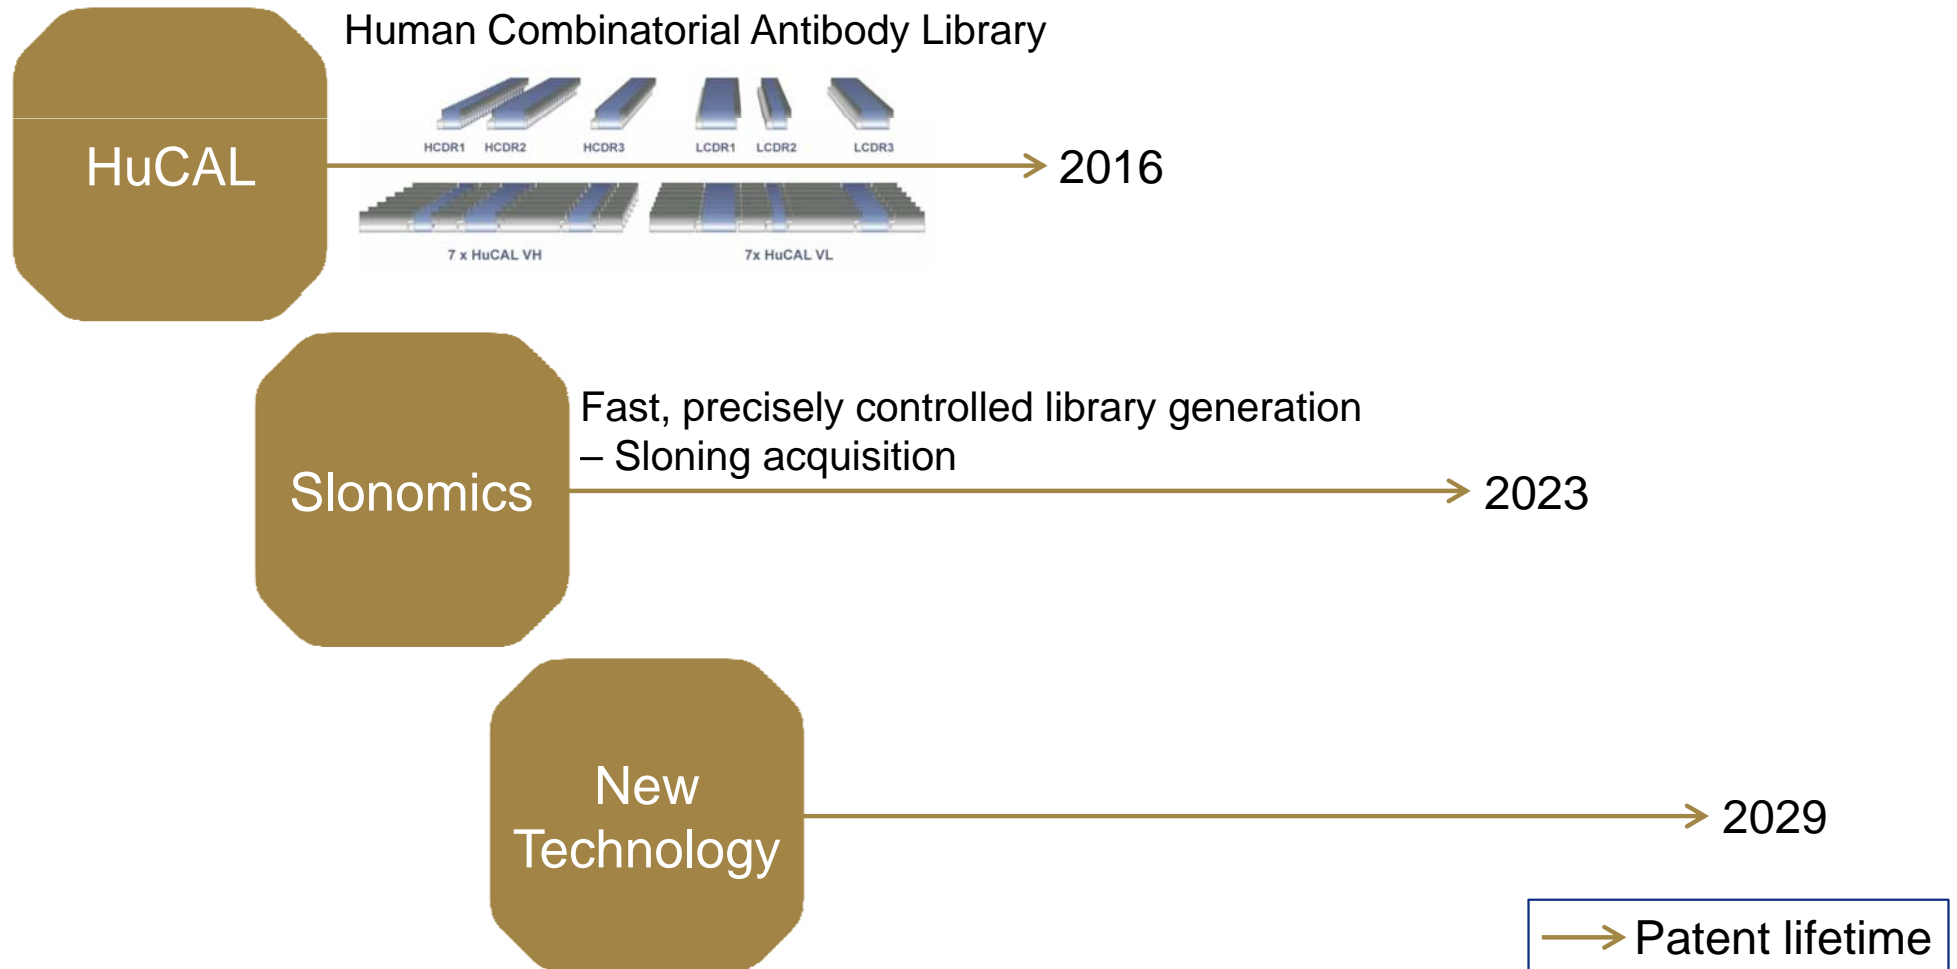 Human Combinatorial Antibody Library
HCDR1 HCDR2 HCDR3 LCDR1 LCDR2 LCDR3
HuCAL
2016
7 x HuCAL VH 7x HuCAL VL
Fast, precisely controlled library generation
– Sloning acquisition
Slonomics
2023
New
Technology
2029
Patent lifetime